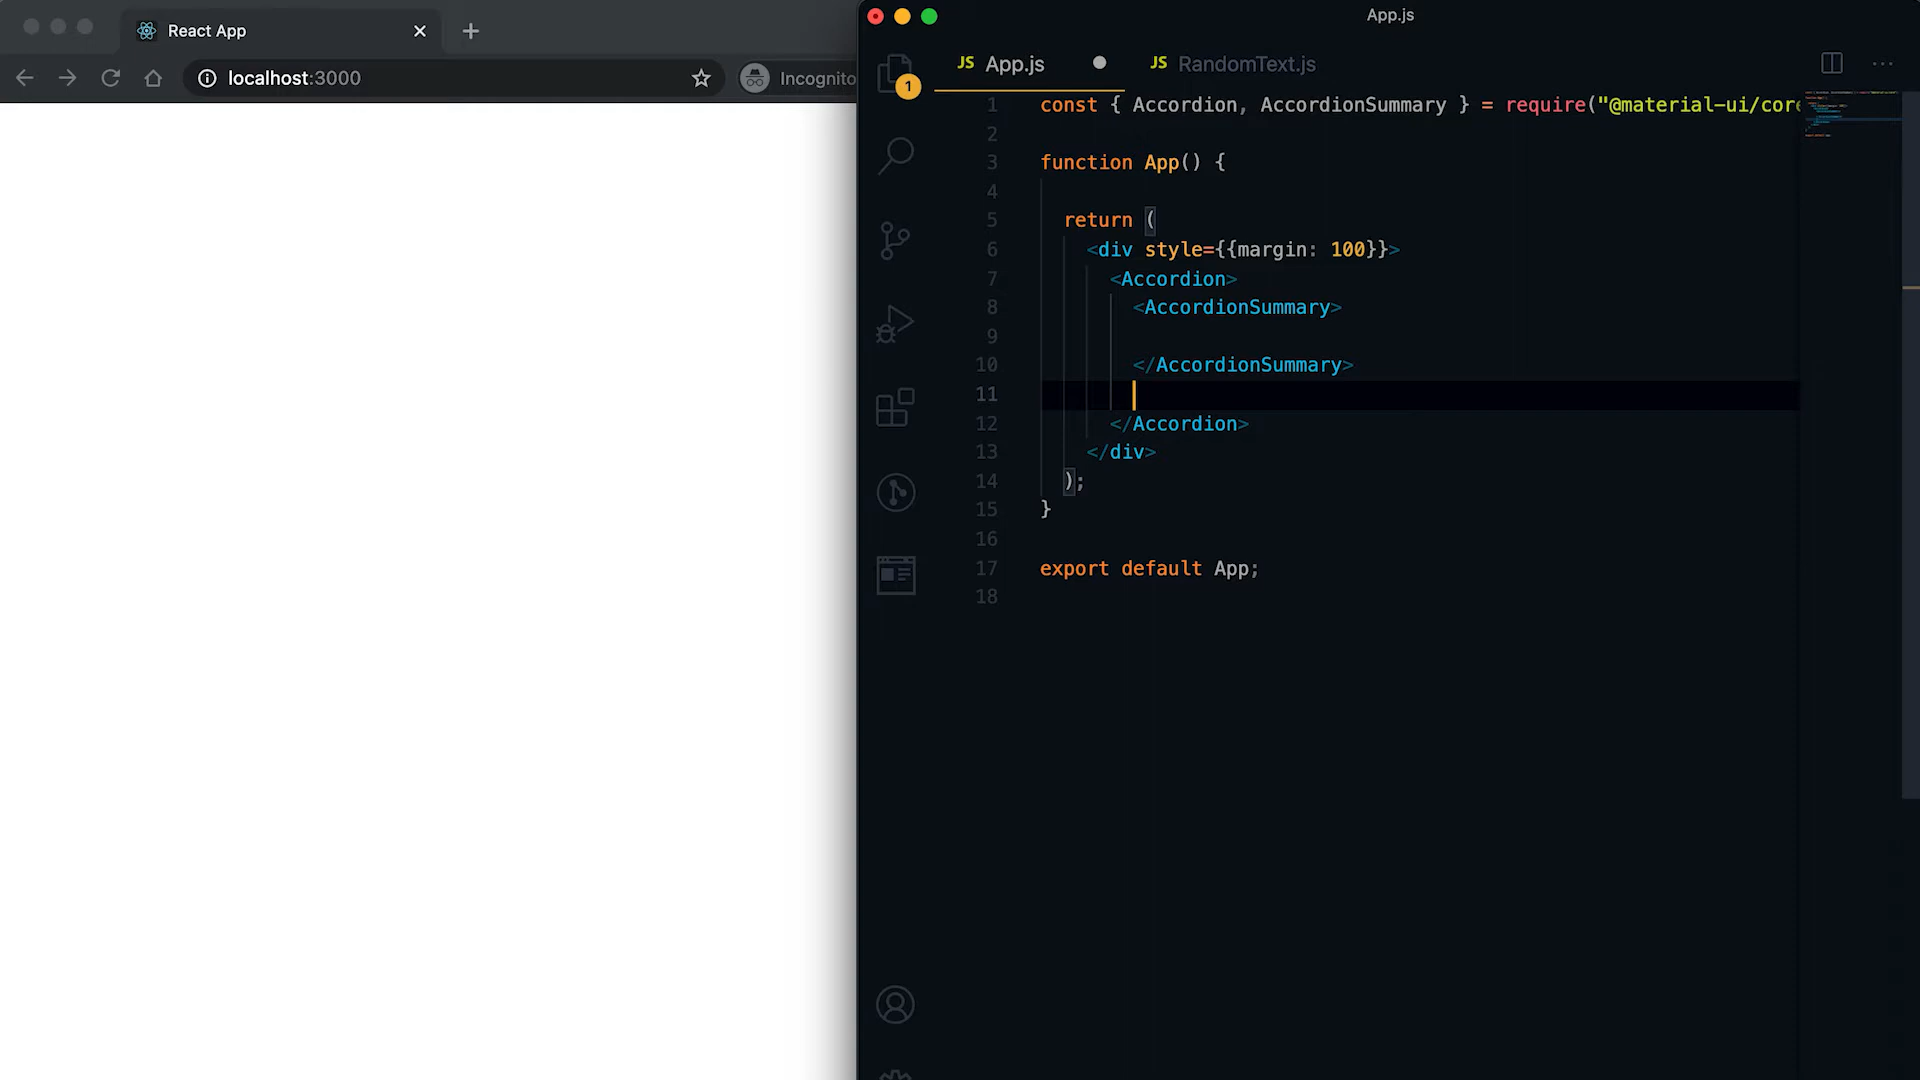 React App
localhost:3000
Incognito
App.js
1
JS App.js
JS RandomText.js
1 const { Accordion, AccordionSummary } = require("@material-ui/core
2
3 function App() {
4
5 return (
6 <div style={{margin: 100}}>
7 <Accordion>
8 <AccordionSummary>
9
10 </AccordionSummary>
11
12 </Accordion>
13 </div>
14 );
15 }
16
17 export default App;
18